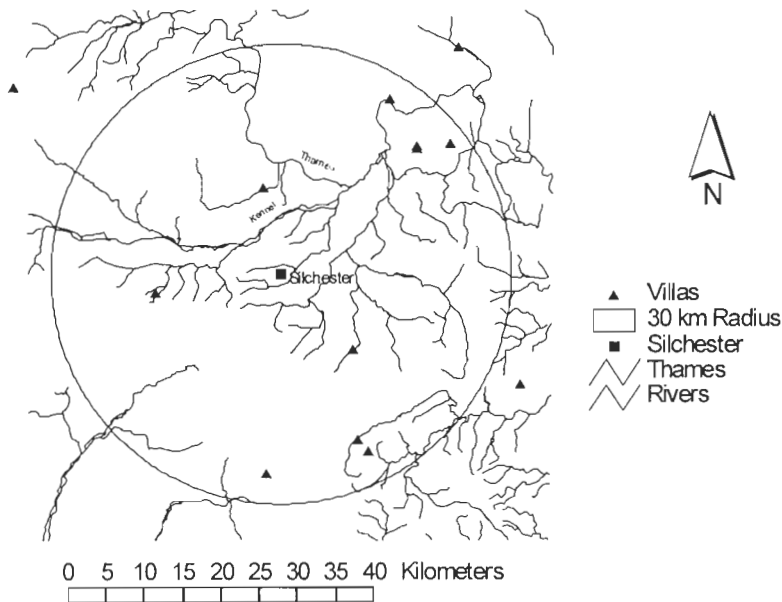 Thames
Kennet
Silchester
N
Villas
30 km Radius
Silchester
Thames
Rivers
0 5 10 15 20 25 30 35 40 Kilometers